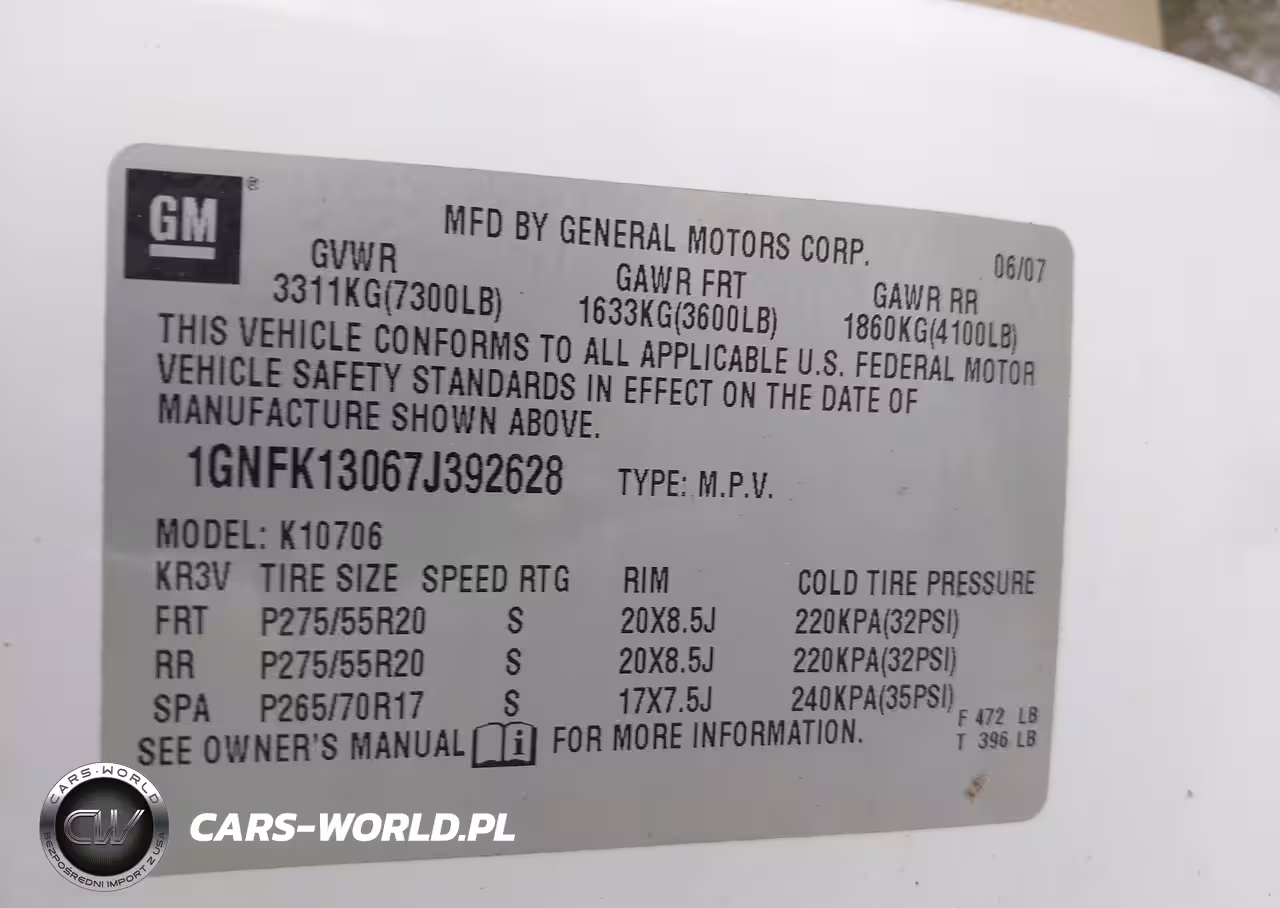 GM ®
MFD BY GENERAL MOTORS CORP. 06/07
GVWR GAWR FRT GAWR RR
3311KG(7300LB) 1633KG(3600LB) 1860KG(4100LB)
THIS VEHICLE CONFORMS TO ALL APPLICABLE U.S. FEDERAL MOTOR
VEHICLE SAFETY STANDARDS IN EFFECT ON THE DATE OF
MANUFACTURE SHOWN ABOVE.
1GNFK13067J392628 TYPE: M.P.V.
MODEL: K10706
KR3V TIRE SIZE SPEED RTG RIM COLD TIRE PRESSURE
FRT P275/55R20 S 20X8.5J 220KPA(32PSI)
RR P275/55R20 S 20X8.5J 220KPA(32PSI)
SPA P265/70R17 S 17X7.5J 240KPA(35PSI)
F 472 LB
T 396 LB
SEE OWNER'S MANUAL i FOR MORE INFORMATION.
CARS-WORLD
CW
BEZPOŚREDNI IMPORT Z USA
CARS-WORLD.PL